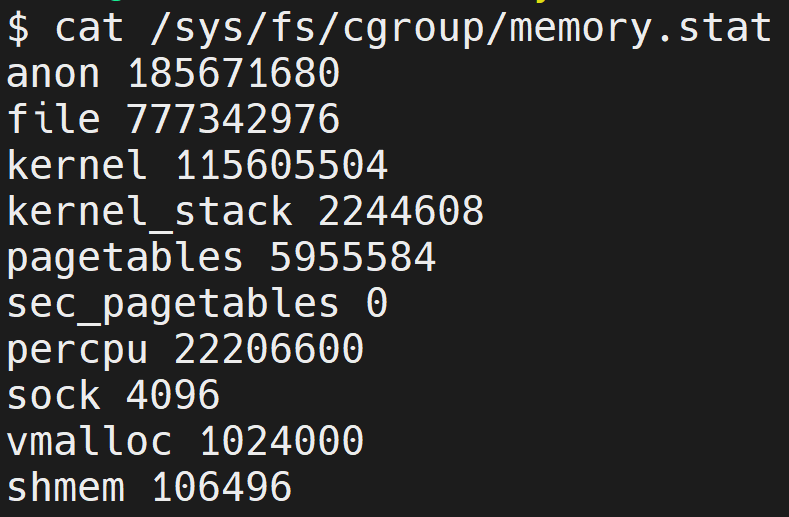 $ cat /sys/fs/cgroup/memory.stat
anon 185671680
file 777342976
kernel 115605504
kernel_stack 2244608
pagetables 5955584
sec_pagetables 0
percpu 22206600
sock 4096
vmalloc 1024000
shmem 106496